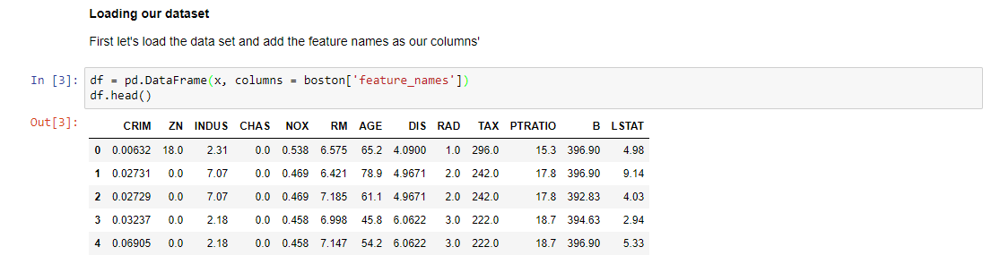 Loading our dataset
First let's load the data set and add the feature names as our columns'
In [3]: df = pd.DataFrame(x, columns = boston['feature_names'])
df.head()
Out[3]:
CRIM ZN INDUS CHAS NOX RM AGE DIS RAD TAX PTRATIO B LSTAT
0 0.00632 18.0 2.31 0.0 0.538 6.575 65.2 4.0900 1.0 296.0 15.3 396.90 4.98
1 0.02731 0.0 7.07 0.0 0.469 6.421 78.9 4.9671 2.0 242.0 17.8 396.90 9.14
2 0.02729 0.0 7.07 0.0 0.469 7.185 61.1 4.9671 2.0 242.0 17.8 392.83 4.03
3 0.03237 0.0 2.18 0.0 0.458 6.998 45.8 6.0622 3.0 222.0 18.7 394.63 2.94
4 0.06905 0.0 2.18 0.0 0.458 7.147 54.2 6.0622 3.0 222.0 18.7 396.90 5.33